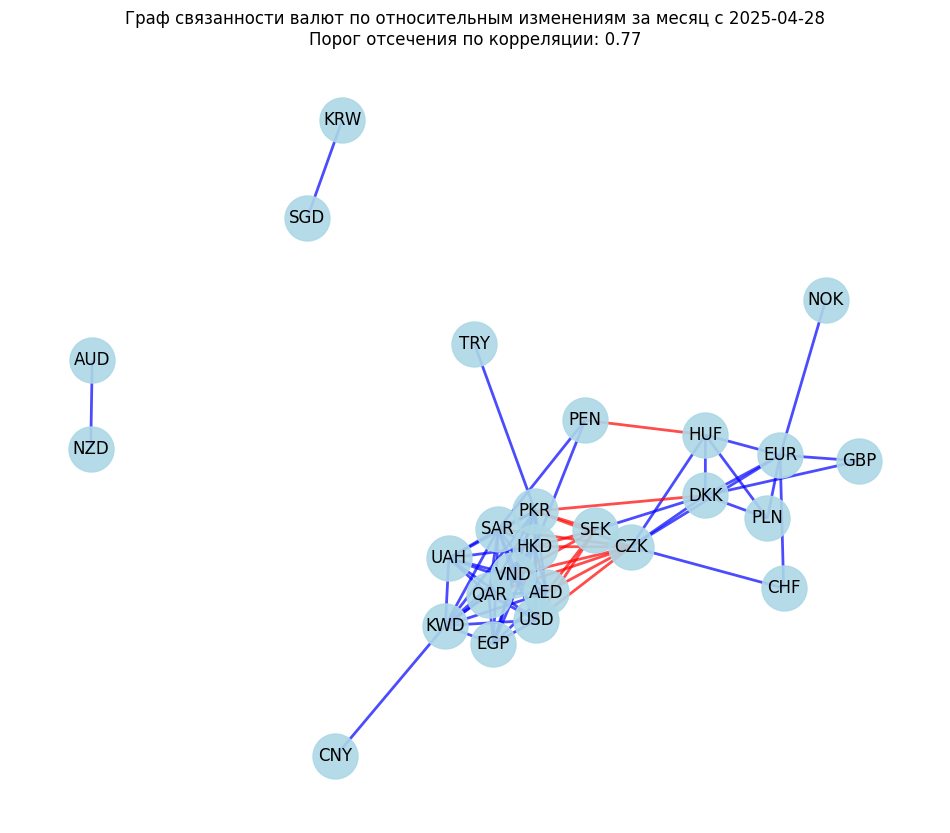 Граф связанности валют по относительным изменениям за месяц с 2025-04-28
Порог отсечения по корреляции: 0.77
KRW
SGD
NOK
TRY
AUD
PEN
HUF
NZD
EUR
GBP
DKK
PKR
PLN
SAR
SEK
HKD
CZK
UAH
VND
CHF
QAR
AED
USD
KWD
EGP
CNY